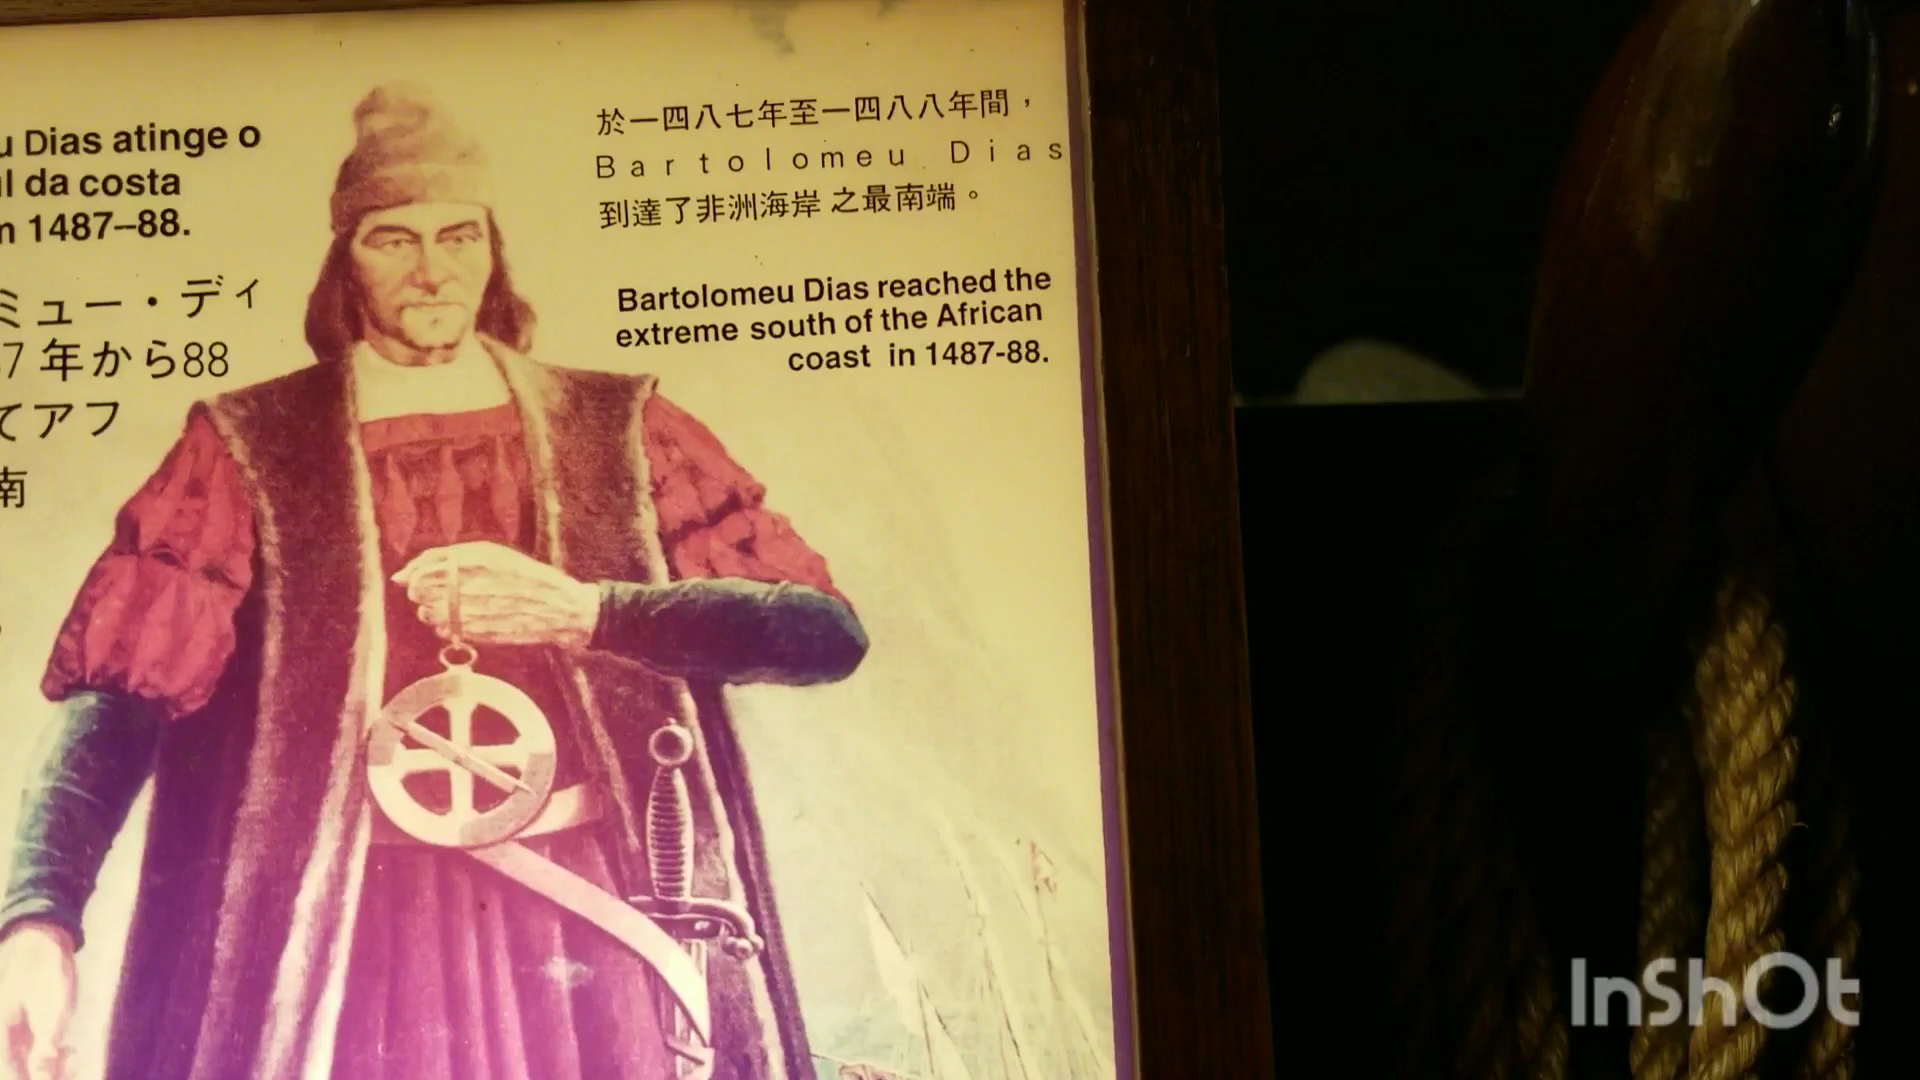 u Dias atinge o
l da costa
n 1487–88.
ミュー・ディ
7 年から88
てアフ
南
於一四八七年至一四八八年間，
Bartolomeu Dias
到達了非洲海岸 之最南端。
Bartolomeu Dias reached the
extreme south of the African
coast in 1487-88.
InShOt